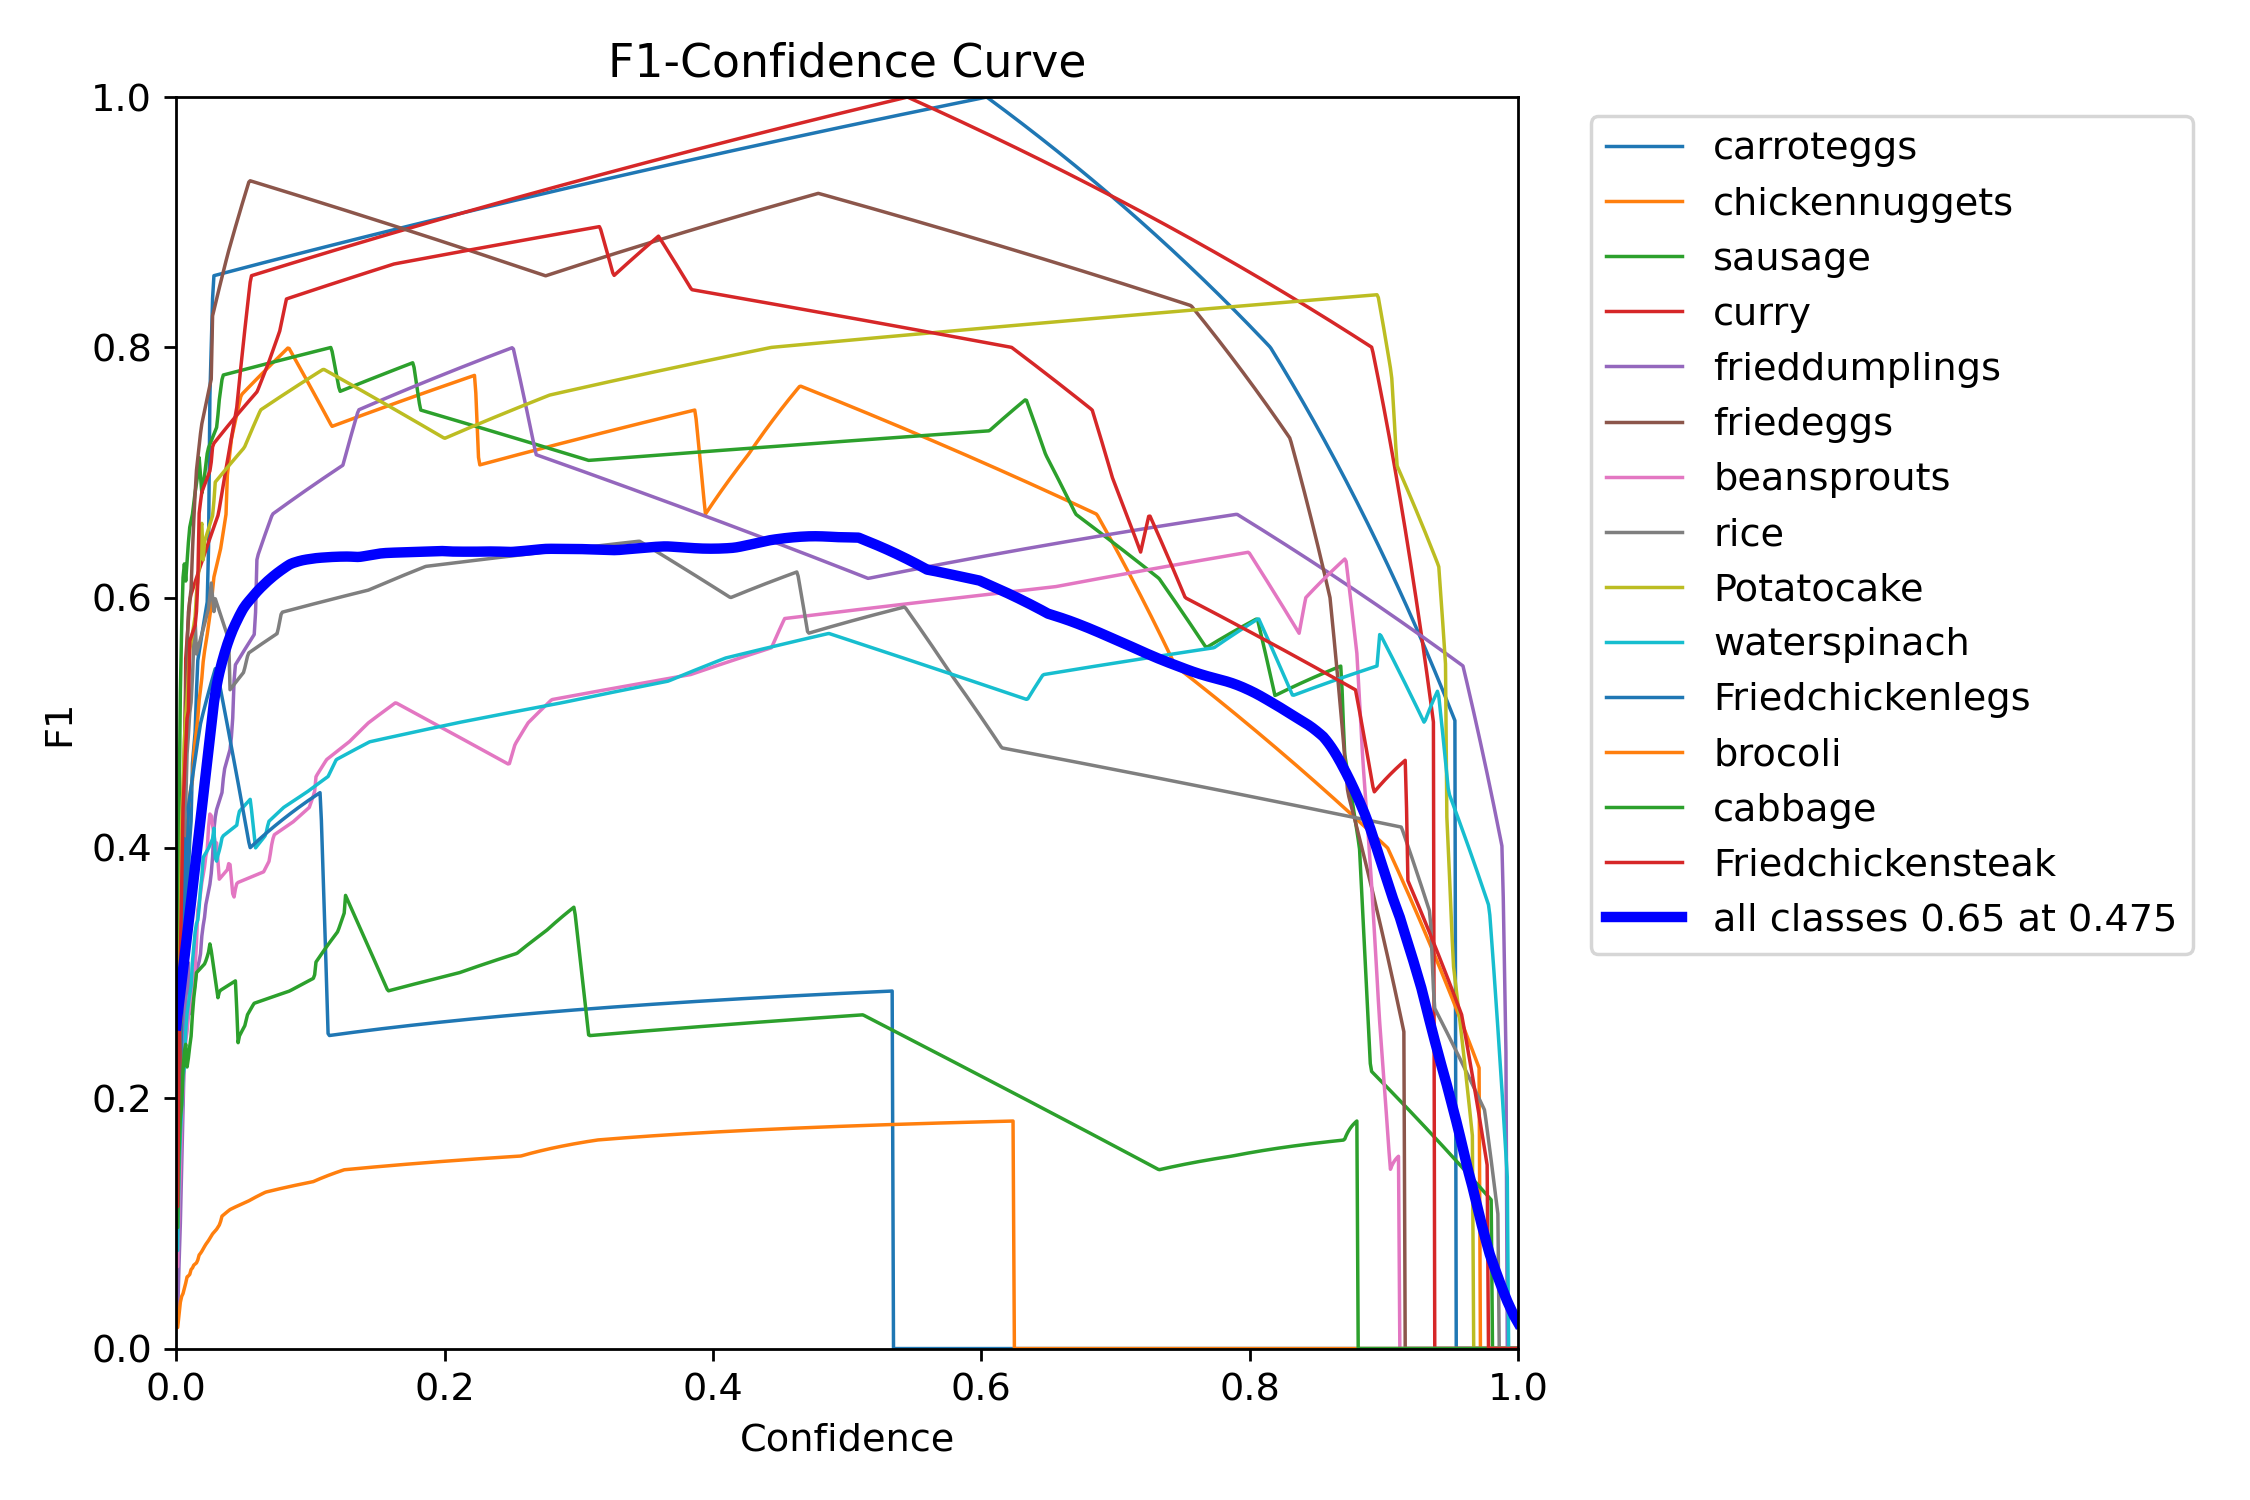 F1-Confidence Curve
1.0
0.8
0.6
0.4
0.2
0.0
F1
0.0 0.2 0.4 0.6 0.8 1.0
Confidence
carroteggs
chickennuggets
sausage
curry
frieddumplings
friedeggs
beansprouts
rice
Potatocake
waterspinach
Friedchickenlegs
brocoli
cabbage
Friedchickensteak
all classes 0.65 at 0.475